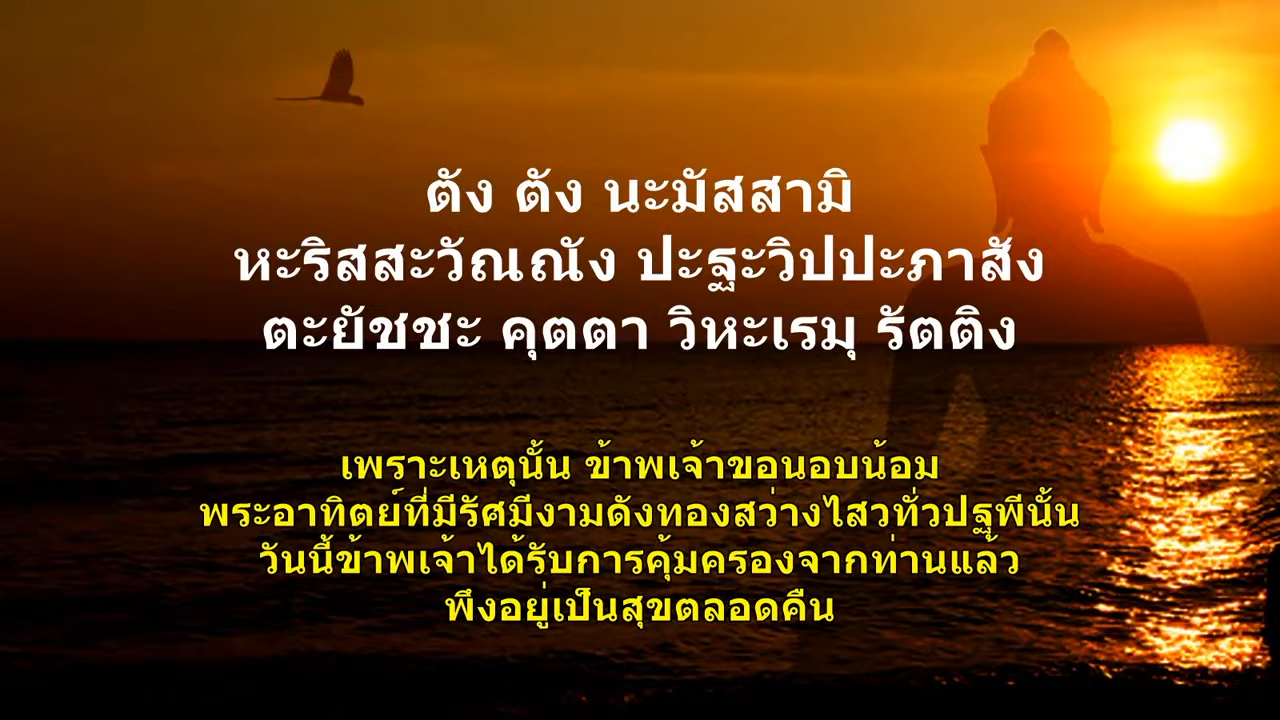 ตัง ตัง นะมัสสามิ
หะริสสะวัณณัง ปะฐะวิปปะภาสัง
ตะยัชชะ คุตตา วิหะเรมุ รัตติง
เพราะเหตุนั้น ข้าพเจ้าขอนอบน้อม
พระอาทิตย์ที่มีรัศมีงามดังทองสว่างไสวทั่วปฐพีนั้น
วันนี้ข้าพเจ้าได้รับการคุ้มครองจากท่านแล้ว
พึงอยู่เป็นสุขตลอดคืน